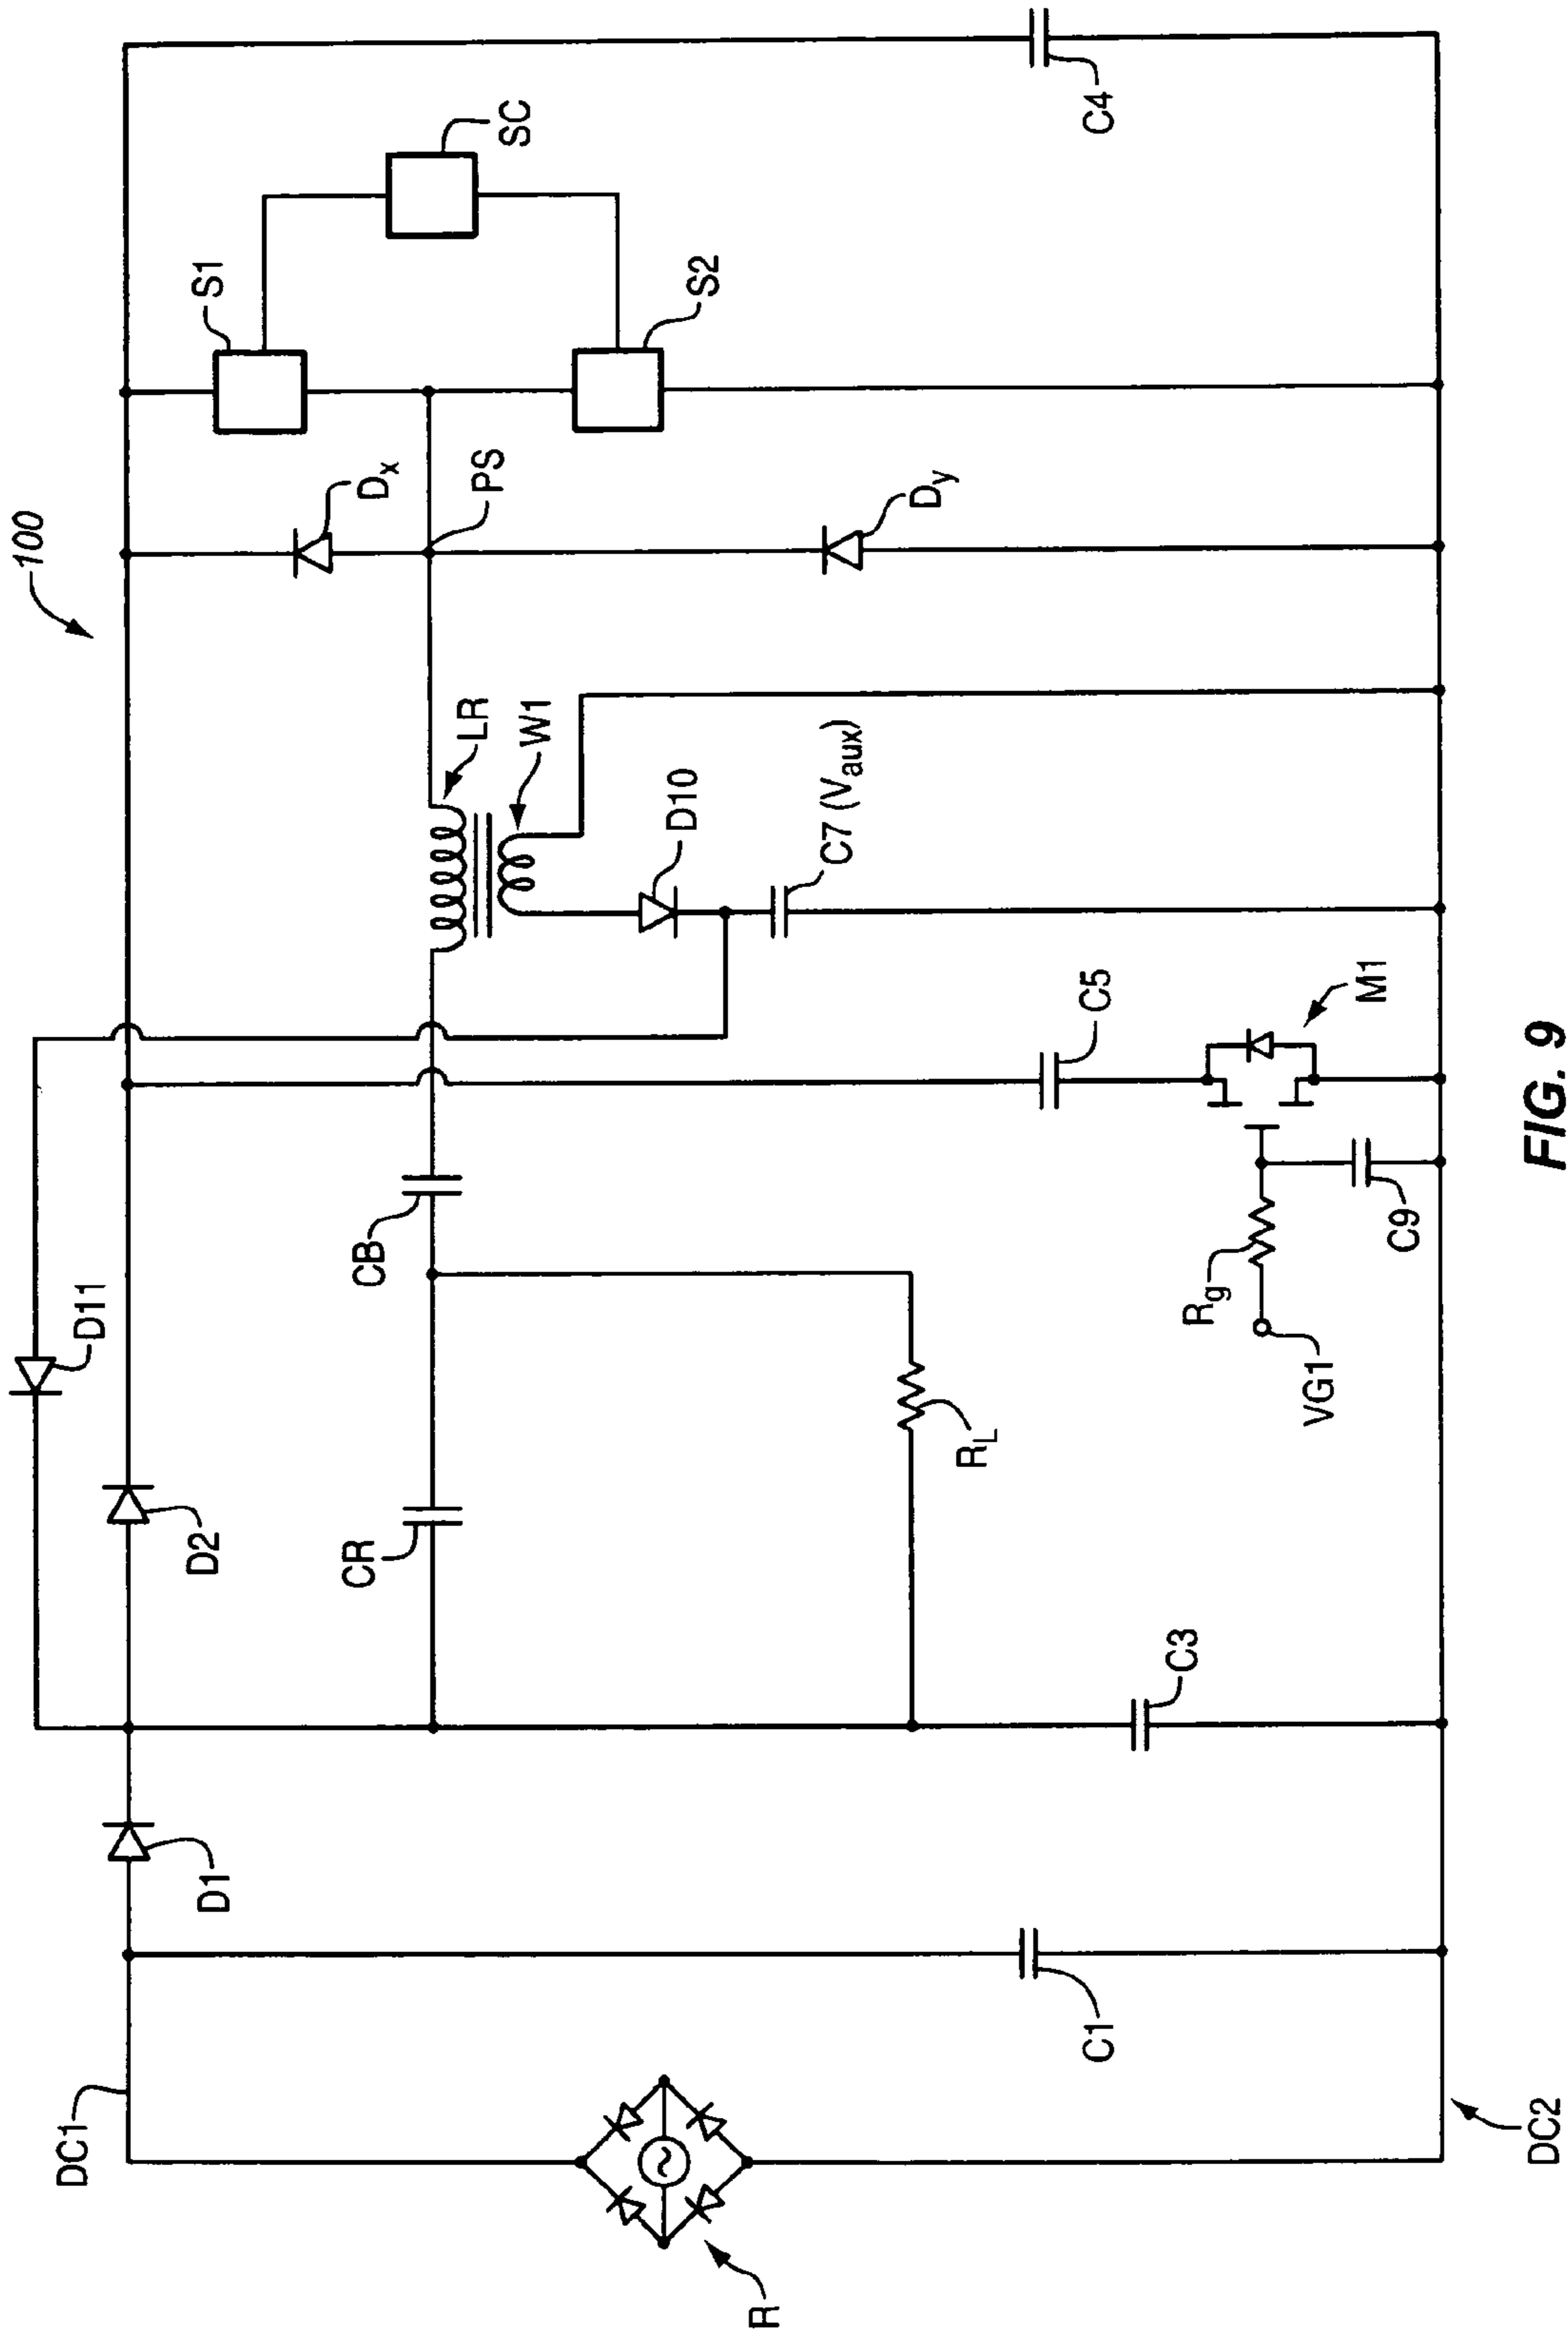 100
DC1
D1
D2
D11
CR
CB
LR
W1
D10
C7 (Vaux)
PS
Dx
Dy
S1
S2
SC
C4
C5
M1
C9
Rg
VG1
RL
C3
C1
R
DC2
FIG. 9